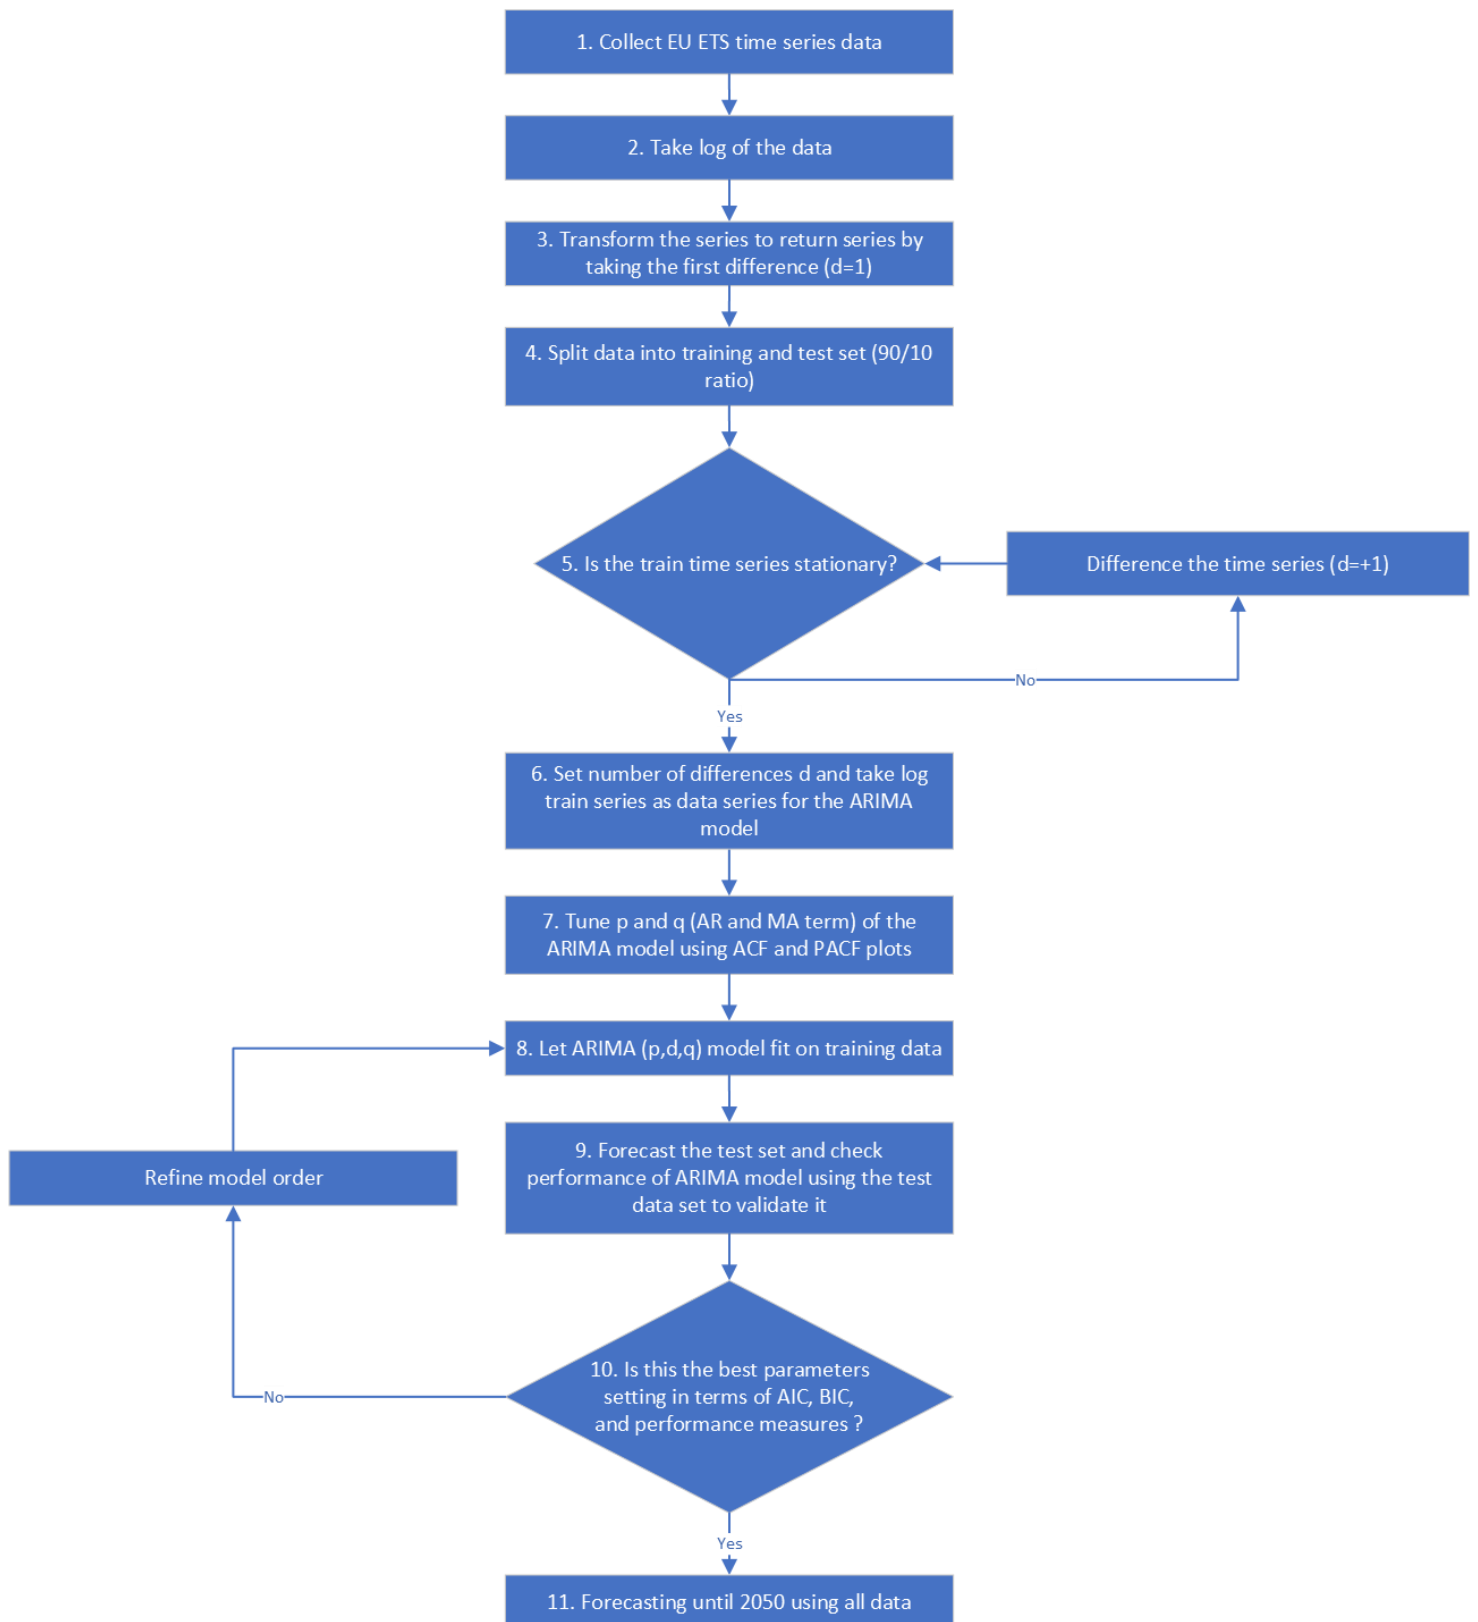 1. Collect EU ETS time series data
2. Take log of the data
3. Transform the series to return series by
taking the first difference (d=1)
4. Split data into training and test set (90/10
ratio)
5. Is the train time series stationary?
Difference the time series (d=+1)
No
Yes
6. Set number of differences d and take log
train series as data series for the ARIMA
model
7. Tune p and q (AR and MA term) of the
ARIMA model using ACF and PACF plots
8. Let ARIMA (p,d,q) model fit on training data
9. Forecast the test set and check
performance of ARIMA model using the test
data set to validate it
Refine model order
10. Is this the best parameters
setting in terms of AIC, BIC,
and performance measures ?
No
Yes
11. Forecasting until 2050 using all data